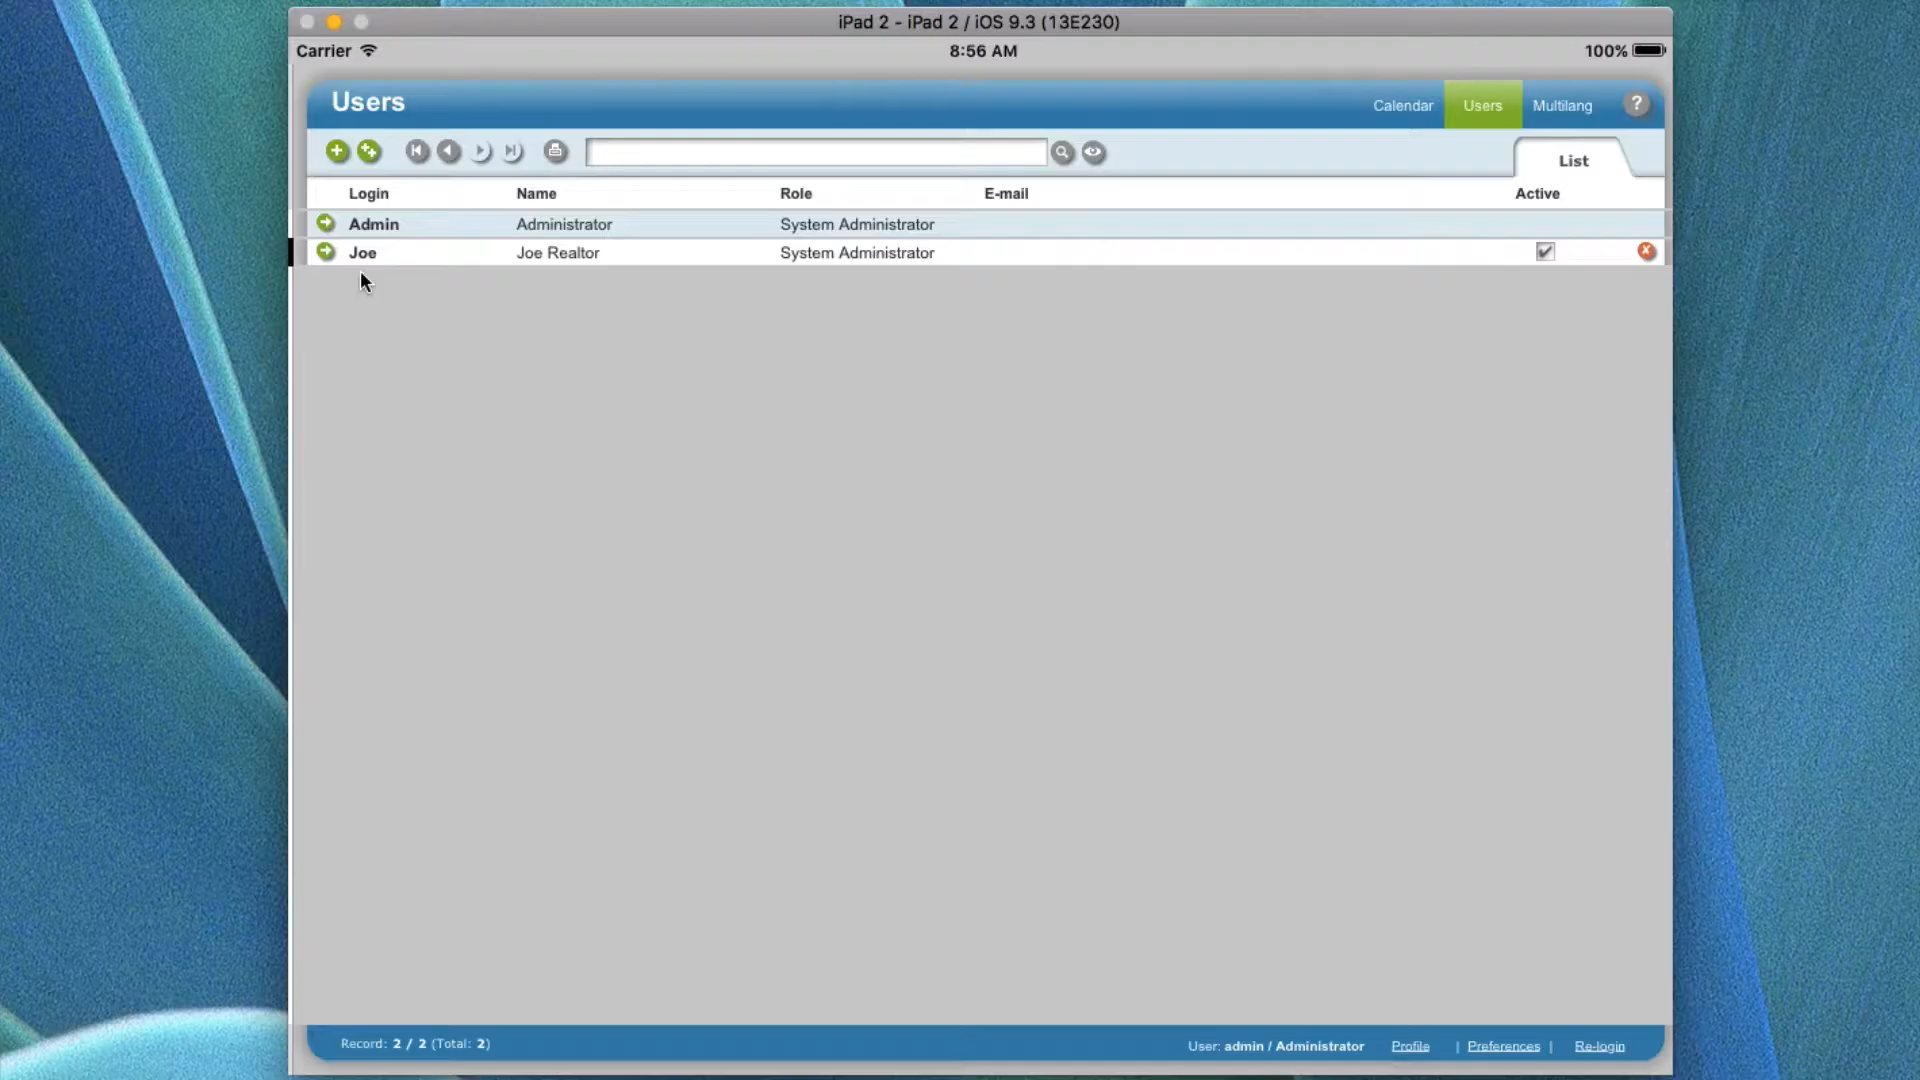 iPad 2 - iPad 2 / iOS 9.3 (13E230)
Carrier 8:56 AM 100%
Users Calendar Users Multilang ?
List
Login Name Role E-mail Active
Admin Administrator System Administrator
Joe Joe Realtor System Administrator
Record: 2 / 2 (Total: 2) User: admin / Administrator Profile | Preferences | Re-login